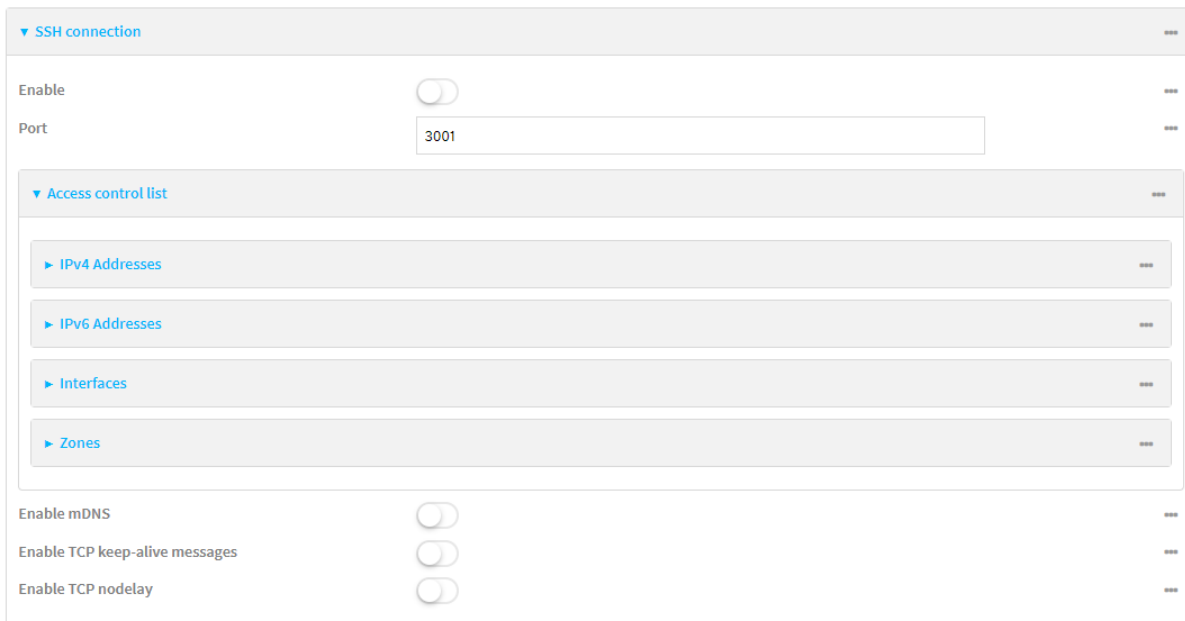 SSH connection
Enable
Port
3001
Access control list
IPv4 Addresses
IPv6 Addresses
Interfaces
Zones
Enable mDNS
Enable TCP keep-alive messages
Enable TCP nodelay